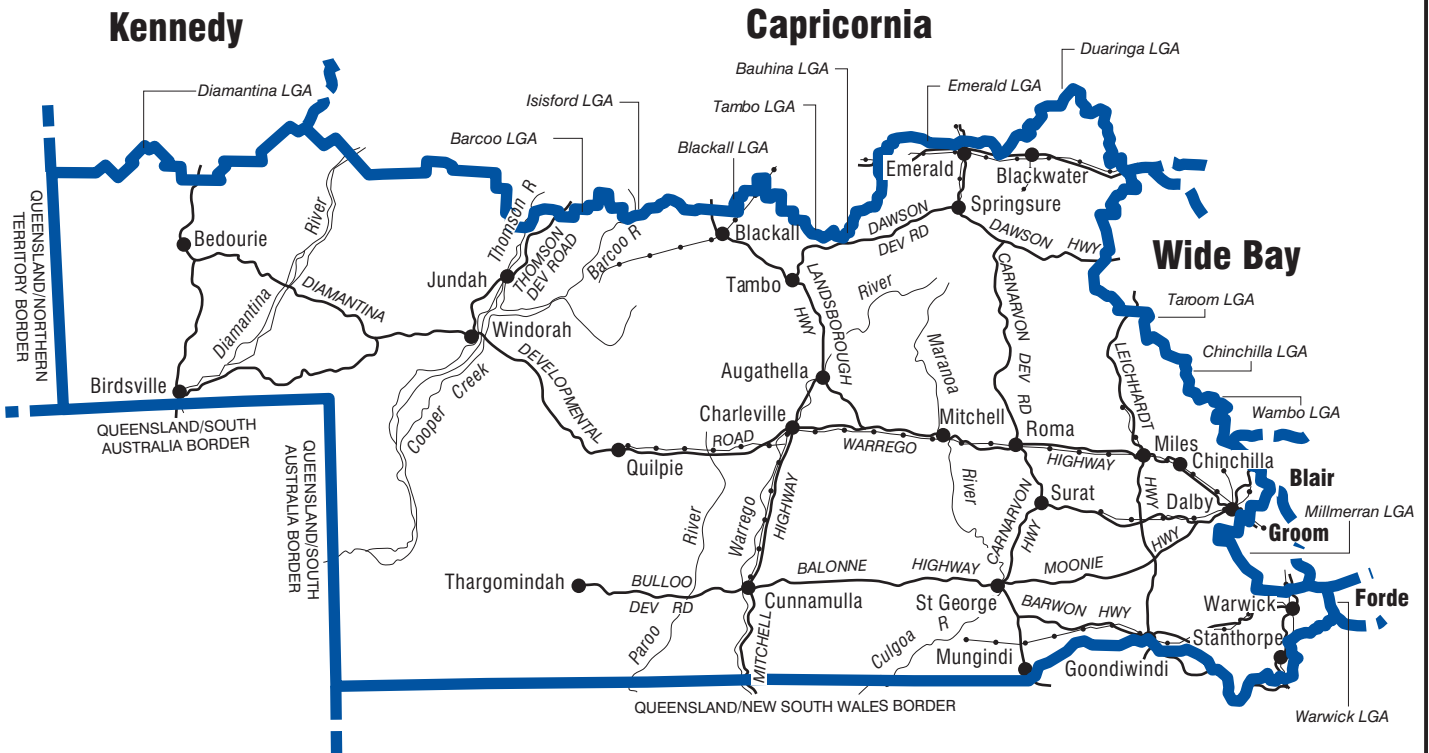 Kennedy
Capricornia
Duaringa LGA
Bauhina LGA
Diamantina LGA
Isisford LGA
Tambo LGA
Emerald LGA
Barcoo LGA
Blackall LGA
Emerald
Blackwater
Springsure
QUEENSLAND/NORTHERN
TERRITORY BORDER
River
Diamantina
Bedourie
Thomson R
THOMSON
DEV ROAD
Barcoo R
Blackall
DAWSON
DEV RD
DAWSON HWY
Wide Bay
Jundah
Tambo
LANDSBOROUGH
HWY
River
Maranoa
River
CARNARVON DEV RD
Taroom LGA
DIAMANTINA
Windorah
DEVELOPMENTAL
ROAD
Cooper Creek
LEICHHARDT
HWY
Chinchilla LGA
Birdsville
Augathella
QUEENSLAND/SOUTH
AUSTRALIA BORDER
QUEENSLAND/SOUTH
AUSTRALIA BORDER
Charleville
Mitchell
Roma
Wambo LGA
WARREGO
HIGHWAY
Miles
Chinchilla
Quilpie
Blair
Surat
Dalby
Millmerran LGA
Groom
River
Warrego
HIGHWAY
CARNARVON
HWY
HWY
Thargomindah
BULLOO
DEV RD
BALONNE
HIGHWAY
MOONIE
Cunnamulla
St George
BARWON HWY
Warwick
Forde
Paroo
MITCHELL
Culgoa
R
Mungindi
Goondiwindi
Stanthorpe
QUEENSLAND/NEW SOUTH WALES BORDER
Warwick LGA